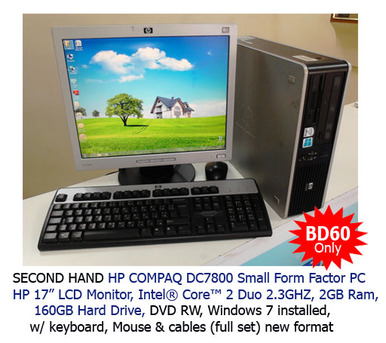 BD60
Only
SECOND HAND HP COMPAQ DC7800 Small Form Factor PC
HP 17” LCD Monitor, Intel® Core™ 2 Duo 2.3GHZ, 2GB Ram,
160GB Hard Drive, DVD RW, Windows 7 installed,
w/ keyboard, Mouse & cables (full set) new format